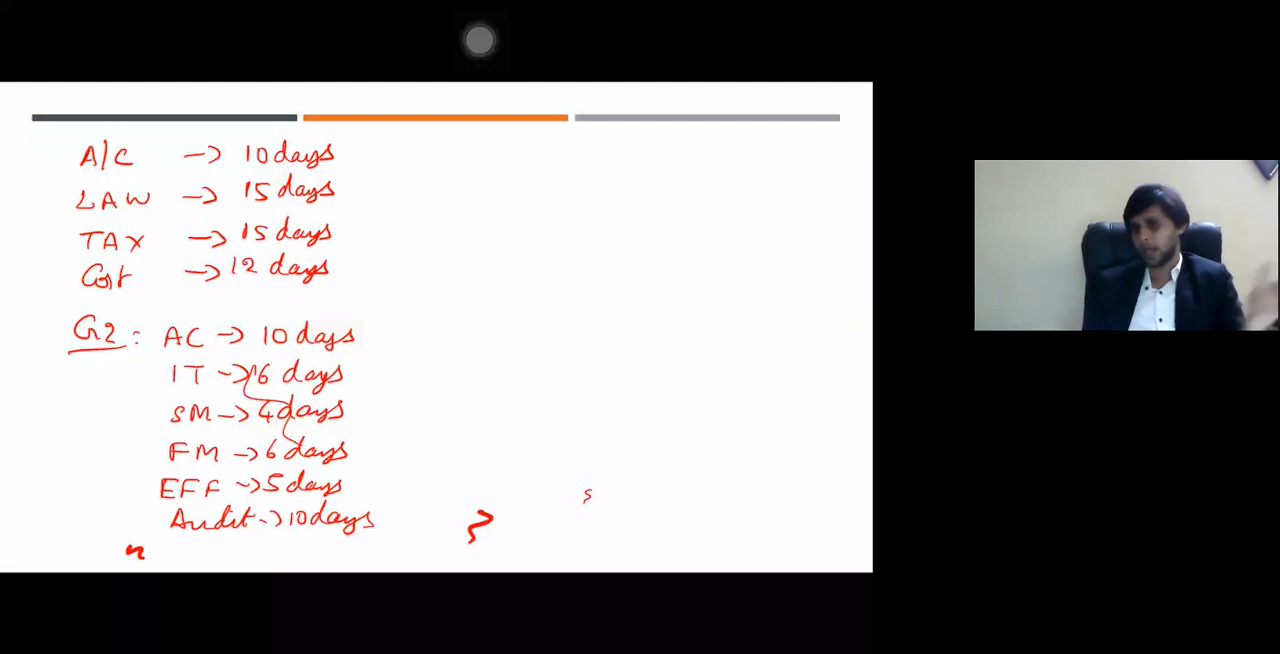 A/C → 10 days
LAW → 15 days
TAX → 15 days
Cost → 12 days
G2 : AC → 10 days
IT → 6 days
SM → 4 days
FM → 6 days
EFF → 5 days
Audit → 10 days